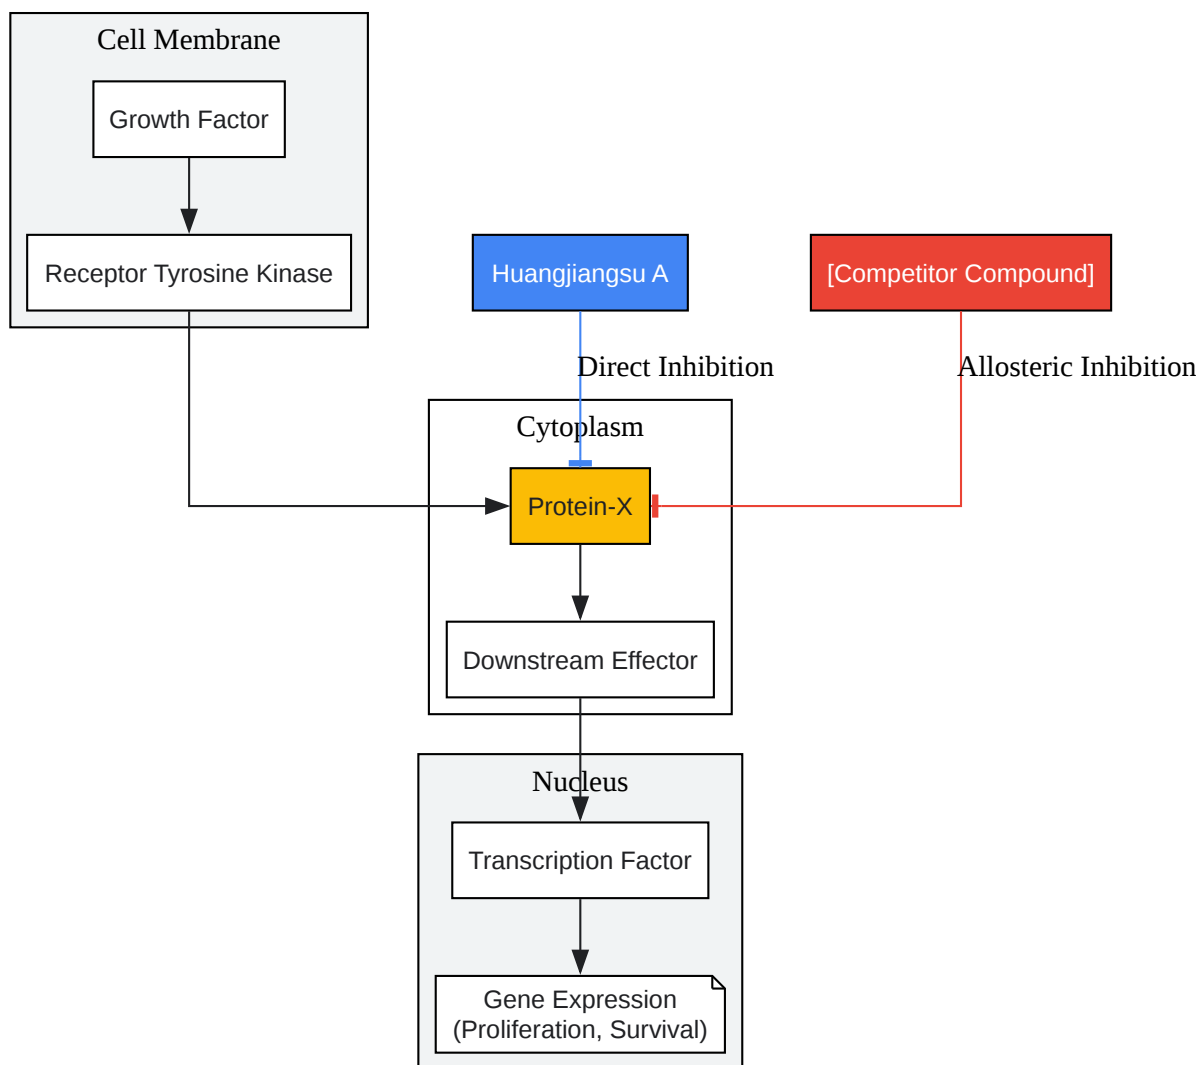 Cell Membrane
Growth Factor
Receptor Tyrosine Kinase
Huangjiangsu A
[Competitor Compound]
Direct Inhibition
Allosteric Inhibition
Cytoplasm
Protein-X
Downstream Effector
Nucleus
Transcription Factor
Gene Expression
(Proliferation, Survival)